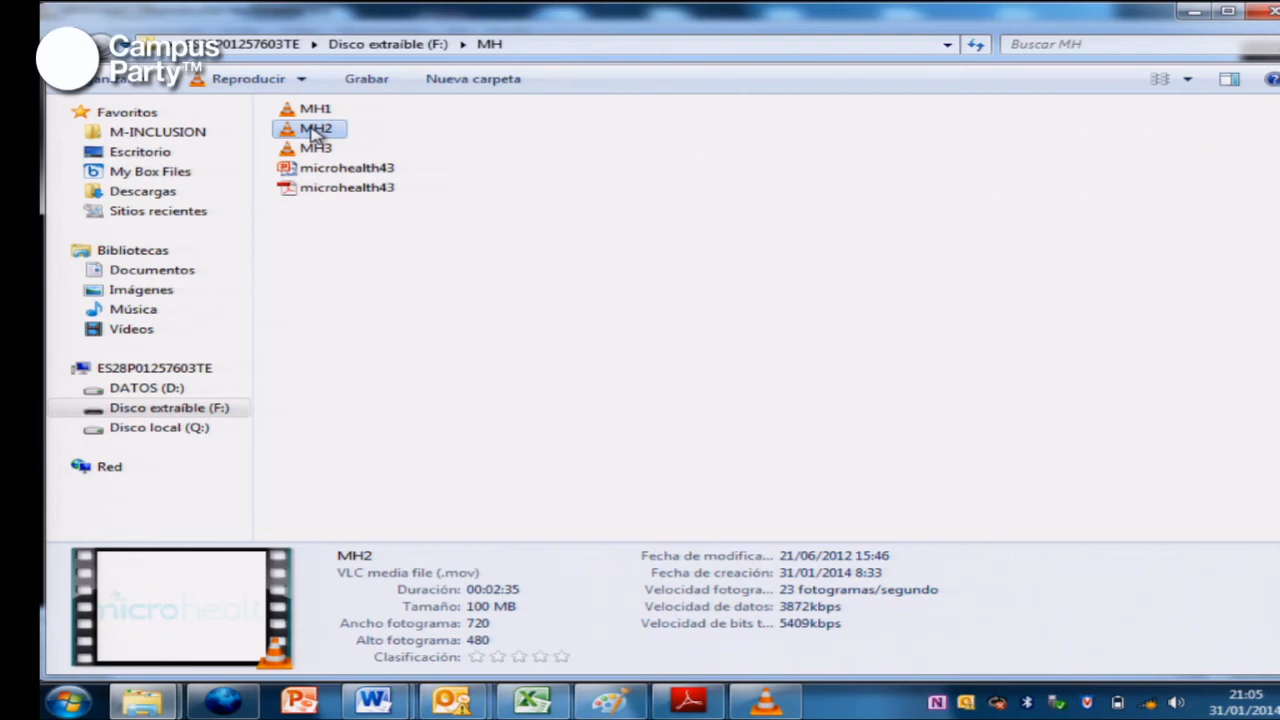 Campus
Party™
01257603TE ▸ Disco extraíble (F:) ▸ MH
Buscar MH
Reproducir
Grabar
Nueva carpeta
Favoritos
M-INCLUSION
Escritorio
My Box Files
Descargas
Sitios recientes
Bibliotecas
Documentos
Imágenes
Música
Vídeos
ES28P01257603TE
DATOS (D:)
Disco extraíble (F:)
Disco local (Q:)
Red
MH1
MH2
MH3
microhealth43
microhealth43
microhealth
MH2
VLC media file (.mov)
Duración: 00:02:35
Tamaño: 100 MB
Ancho fotograma: 720
Alto fotograma: 480
Clasificación:
Fecha de modifica... 21/06/2012 15:46
Fecha de creación: 31/01/2014 8:33
Velocidad fotogra... 23 fotogramas/segundo
Velocidad de datos: 3872kbps
Velocidad de bits t... 5409kbps
21:05
31/01/2014